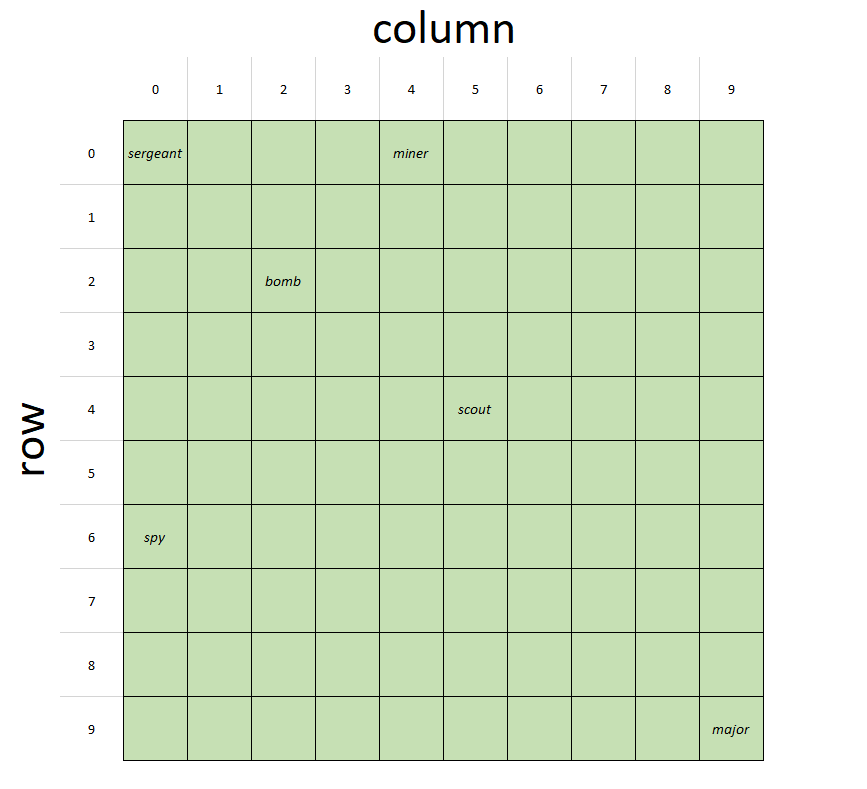 column
0 1 2 3 4 5 6 7 8 9
0 sergeant miner
1
2 bomb
3
4 scout
row
5
6 spy
7
8
9 major